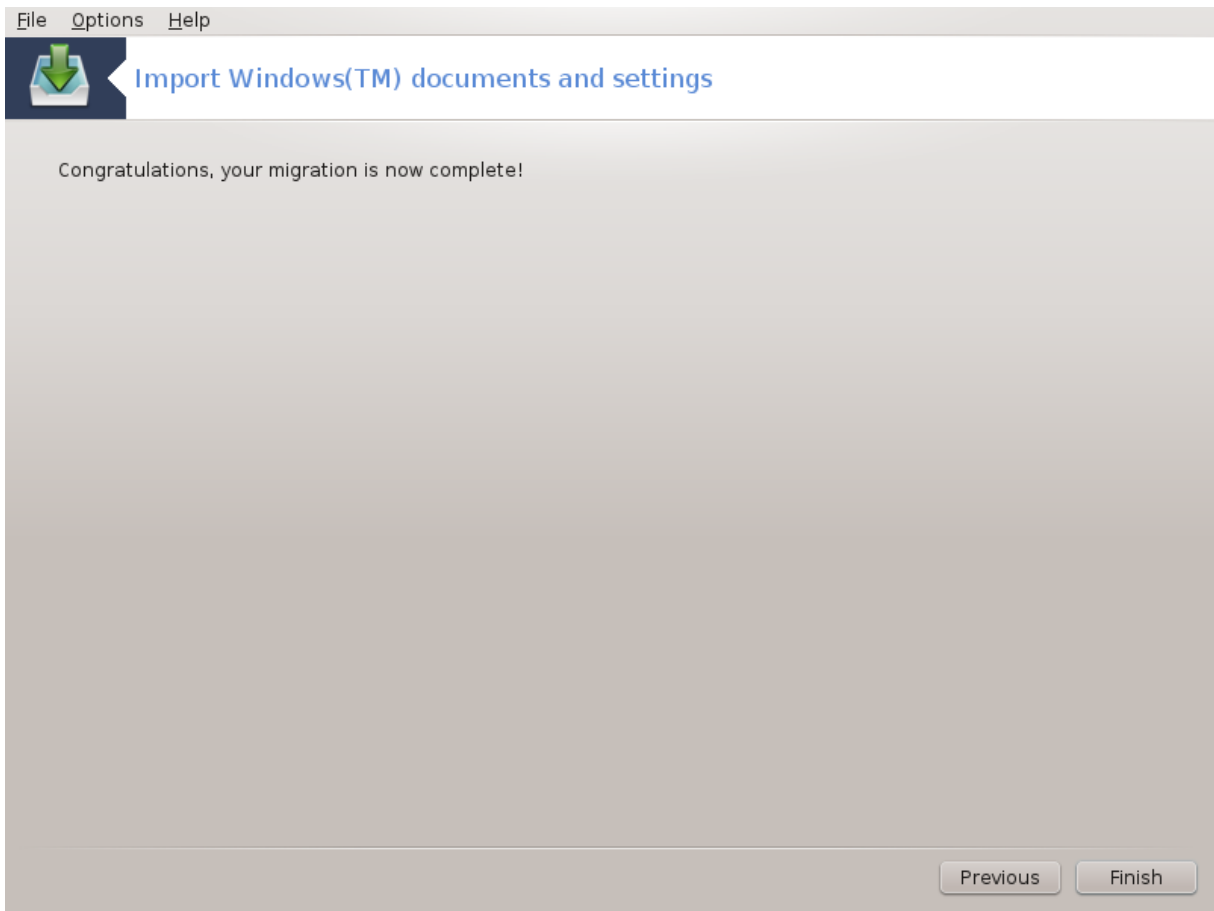 File Options Help
Import Windows(TM) documents and settings
Congratulations, your migration is now complete!
Previous Finish